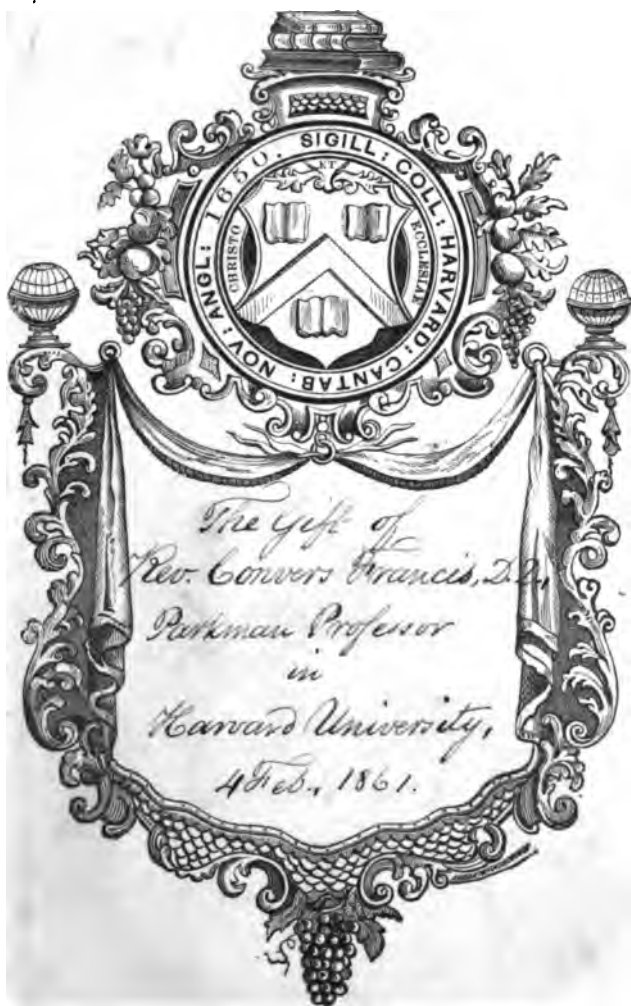 SIGILL: COLL: HARVARD: CANTAB: NOV: ANGL: 1650.
ET
CHRISTO
ECCLESIAE
The gift of
Rev. Convers Francis, D.D.,
Parkman Professor
in
Harvard University,
4 Feb., 1861.